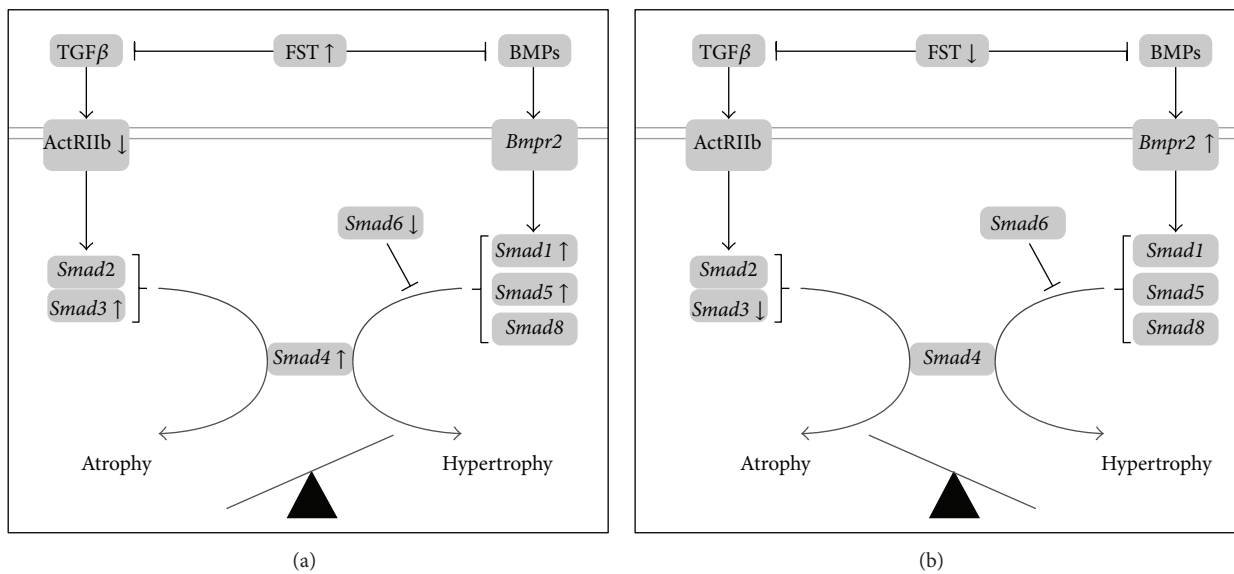 TGFβ FST ↑ BMPs
ActRIIb ↓ Bmpr2
Smad6 ↓
Smad1 ↑
Smad2
Smad5 ↑
Smad3 ↑
Smad8
Smad4 ↑
Atrophy Hypertrophy
(a)
TGFβ FST ↓ BMPs
ActRIIb Bmpr2 ↑
Smad6
Smad1
Smad2
Smad5
Smad3 ↓
Smad8
Smad4
Atrophy Hypertrophy
(b)